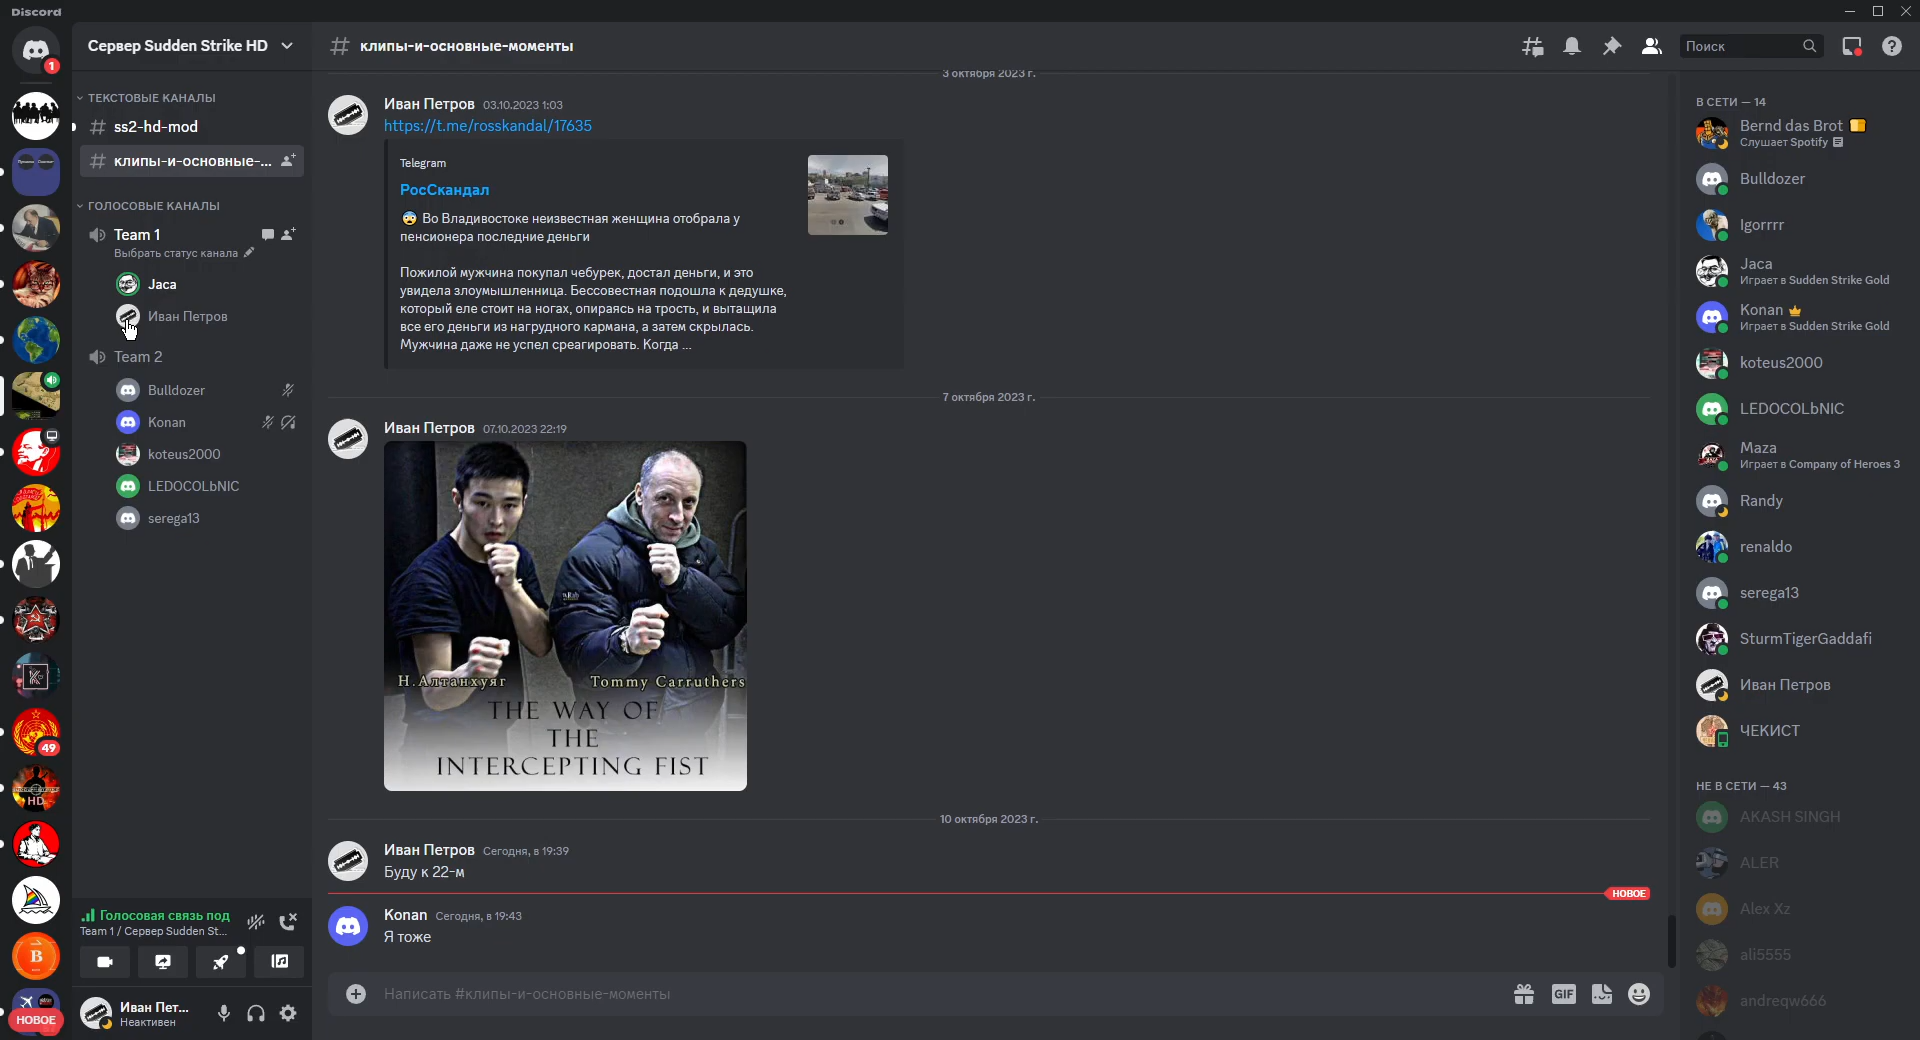 Discord
Сервер Sudden Strike HD
клипы-и-основные-моменты
Поиск
1
ТЕКСТОВЫЕ КАНАЛЫ
ss2-hd-mod
клипы-и-основные-...
ГОЛОСОВЫЕ КАНАЛЫ
Team 1
Выбрать статус канала
Jaca
Иван Петров
Team 2
Bulldozer
Konan
koteus2000
LEDOCOLbNIC
serega13
49
HD
B
НОВОЕ
Голосовая связь под
Team 1 / Сервер Sudden St...
Иван Пет...
Неактивен
3 октября 2023 г.
Иван Петров 03.10.2023 1:03
https://t.me/rosskandal/17635
Telegram
РосСкандал
😨 Во Владивостоке неизвестная женщина отобрала у
пенсионера последние деньги
Пожилой мужчина покупал чебурек, достал деньги, и это
увидела злоумышленница. Бессовестная подошла к дедушке,
который еле стоит на ногах, опираясь на трость, и вытащила
все его деньги из нагрудного кармана, а затем скрылась.
Мужчина даже не успел среагировать. Когда ...
7 октября 2023 г.
Иван Петров 07.10.2023 22:19
Н.Алтанхуяг
Tommy Carruthers
THE WAY OF
THE
INTERCEPTING FIST
10 октября 2023 г.
Иван Петров Сегодня, в 19:39
Буду к 22-м
НОВОЕ
Konan Сегодня, в 19:43
Я тоже
Написать #клипы-и-основные-моменты
GIF
В СЕТИ — 14
Bernd das Brot
Слушает Spotify
Bulldozer
Igorrrr
Jaca
Играет в Sudden Strike Gold
Konan
Играет в Sudden Strike Gold
koteus2000
LEDOCOLbNIC
Maza
Играет в Company of Heroes 3
Randy
renaldo
serega13
SturmTigerGaddafi
Иван Петров
ЧЕКИСТ
НЕ В СЕТИ — 43
AKASH SINGH
ALER
Alex Xz
ali5555
andreqw666